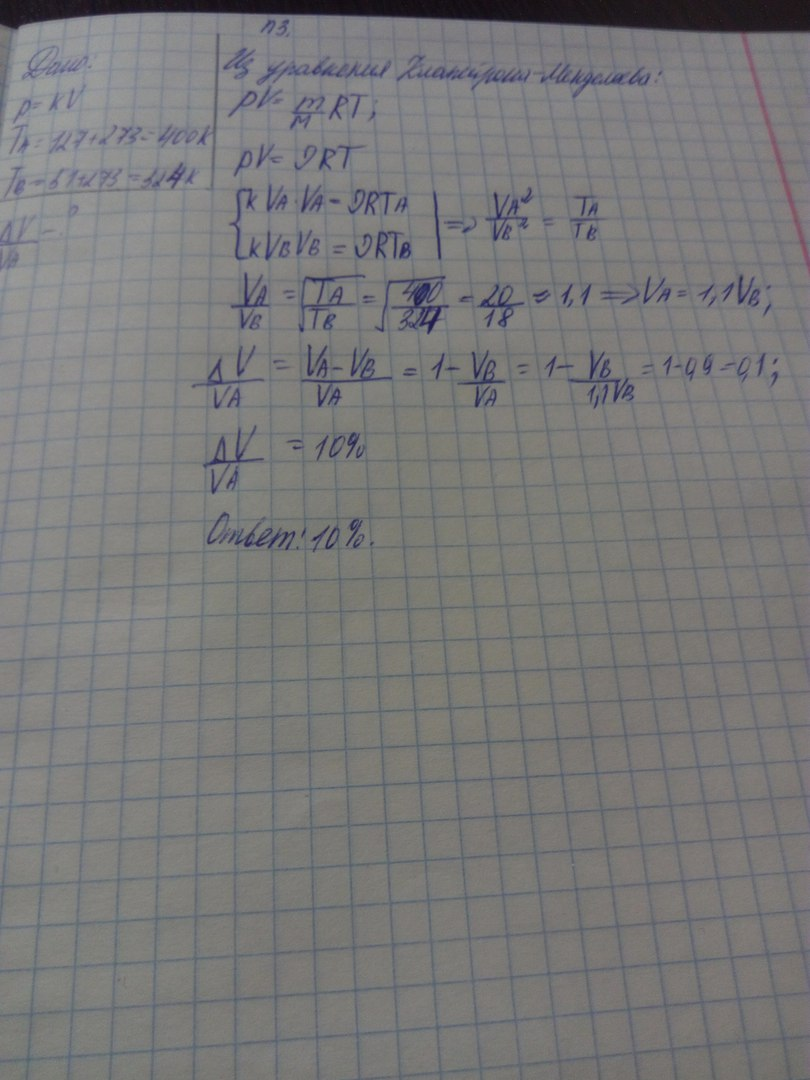 п3.
Дано:
p = kV
TA = 127+273 = 400K
TB = 51+273 = 324K
ΔV/VA - ?
Из уравнения Клапейрона-Менделеева:
pV = m/M RT;
pV = νRT
{kVA·VA = νRTA
kVBVB = νRTB | => VA²/VB² = TA/TB
VA/VB = √(TA/TB) = √(400/324) = 20/18 ≈ 1,1 => VA = 1,1VB;
ΔV/VA = (VA-VB)/VA = 1 - VB/VA = 1 - VB/1,1VB = 1-0,9 = 0,1;
ΔV/VA = 10%
Ответ: 10%.